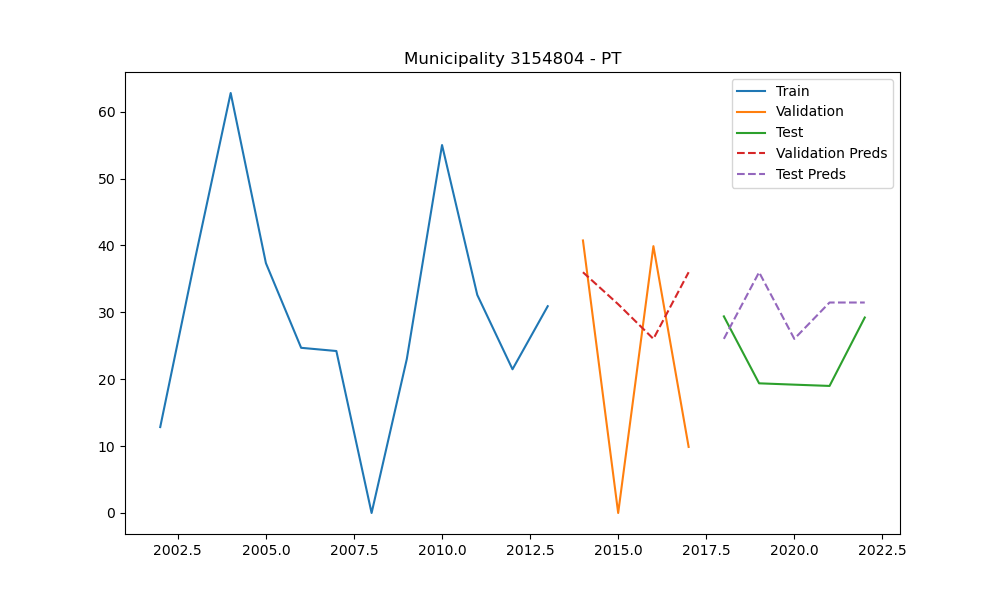 Municipality 3154804 - PT
Train
Validation
Test
Validation Preds
Test Preds
60
50
40
30
20
10
0
2002.5 2005.0 2007.5 2010.0 2012.5 2015.0 2017.5 2020.0 2022.5